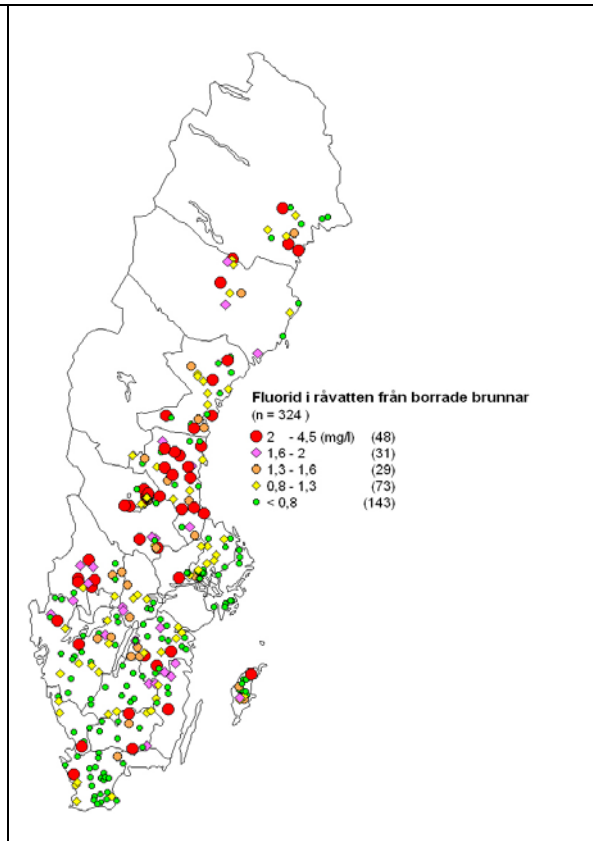 Fluorid i råvatten från borrade brunnar
(n = 324 )
2 - 4,5 (mg/l) (48)
1,6 - 2 (31)
1,3 - 1,6 (29)
0,8 - 1,3 (73)
< 0,8 (143)